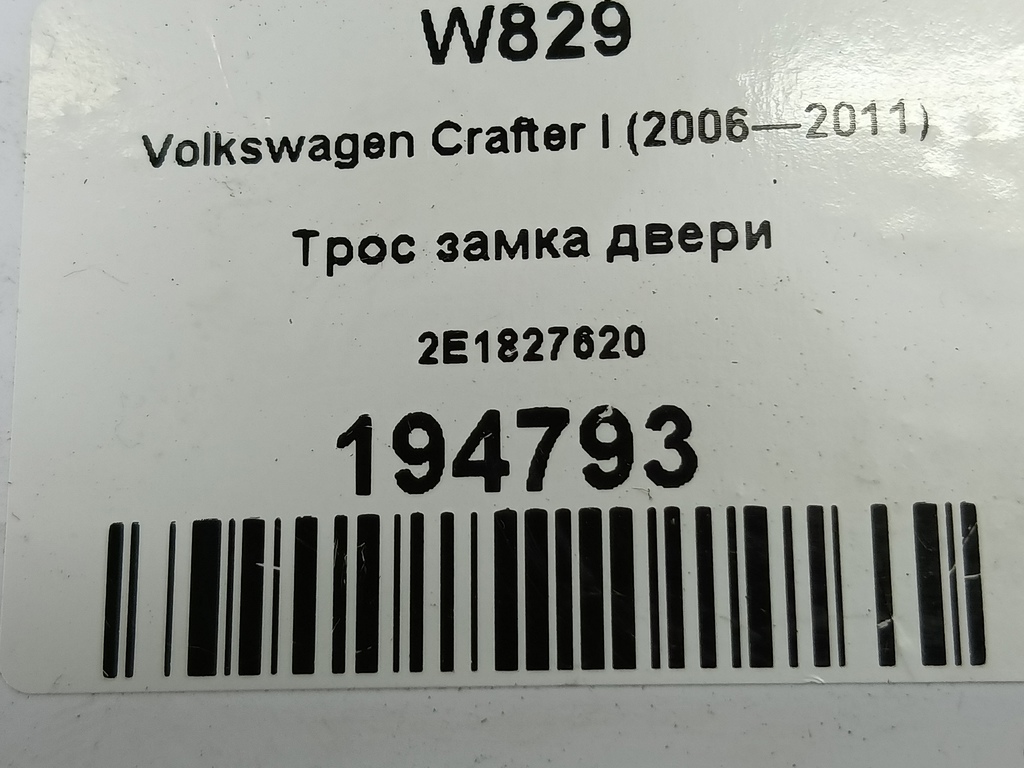 W829
Volkswagen Crafter I (2006—2011)
Трос замка двери
2E1827620
194793